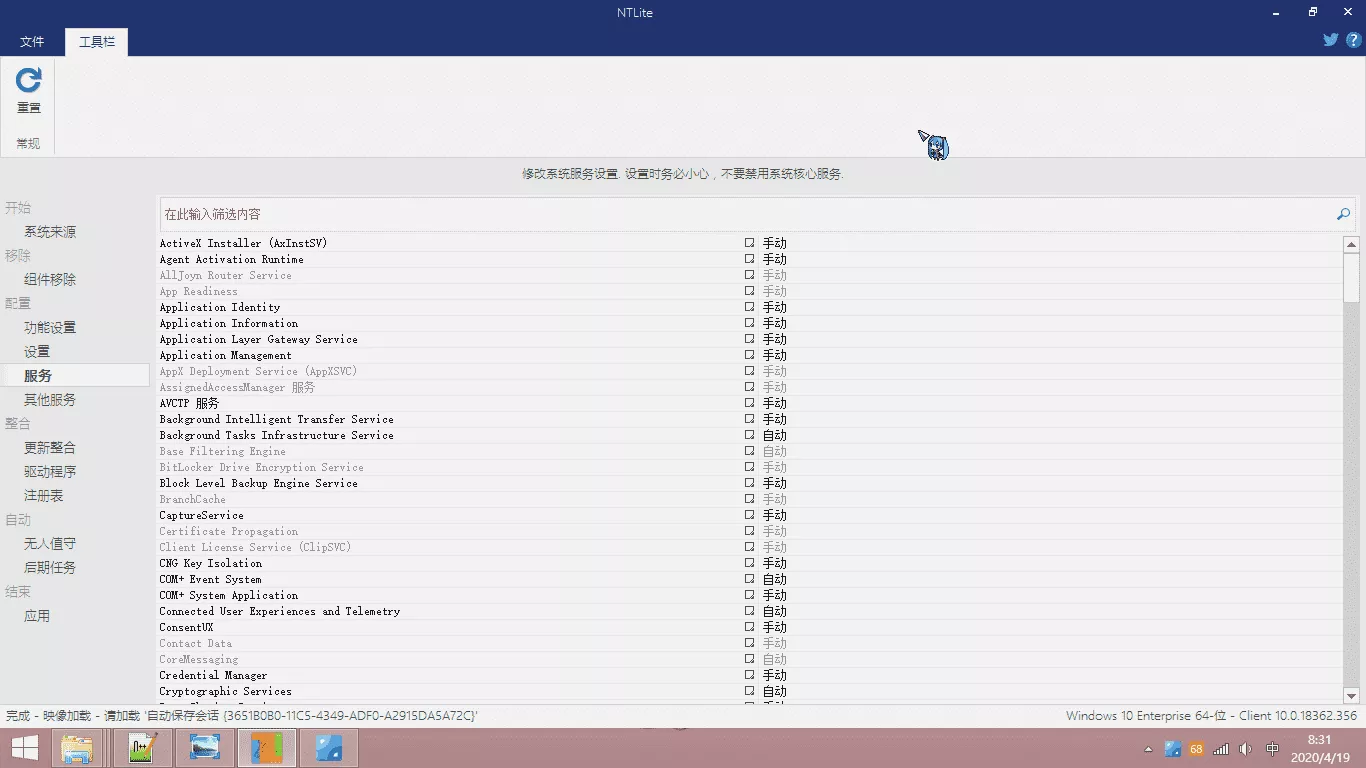 NTLite
文件
工具栏
重置
常规
修改系统服务设置. 设置时务必小心，不要禁用系统核心服务.
开始
系统来源
移除
组件移除
配置
功能设置
设置
服务
其他服务
整合
更新整合
驱动程序
注册表
自动
无人值守
后期任务
结束
应用
在此输入筛选内容
ActiveX Installer (AxInstSV) 手动
Agent Activation Runtime 手动
AllJoyn Router Service 手动
App Readiness 手动
Application Identity 手动
Application Information 手动
Application Layer Gateway Service 手动
Application Management 手动
AppX Deployment Service (AppXSVC) 手动
AssignedAccessManager 服务 手动
AVCTP 服务 手动
Background Intelligent Transfer Service 手动
Background Tasks Infrastructure Service 自动
Base Filtering Engine 自动
BitLocker Drive Encryption Service 手动
Block Level Backup Engine Service 手动
BranchCache 手动
CaptureService 手动
Certificate Propagation 手动
Client License Service (ClipSVC) 手动
CNG Key Isolation 手动
COM+ Event System 自动
COM+ System Application 手动
Connected User Experiences and Telemetry 自动
ConsentUX 手动
Contact Data 手动
CoreMessaging 自动
Credential Manager 手动
Cryptographic Services 自动
完成 - 映像加载 - 请加载 '自动保存会话 {3651B0B0-11C5-4349-ADF0-A2915DA5A72C}'
Windows 10 Enterprise 64-位 - Client 10.0.18362.356
68
中
8:31
2020/4/19